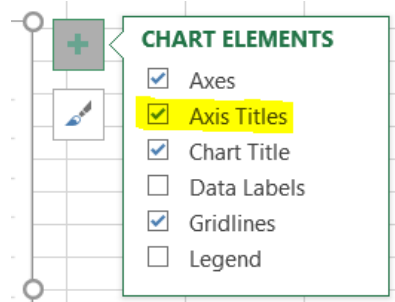 CHART ELEMENTS
Axes
Axis Titles
Chart Title
Data Labels
Gridlines
Legend